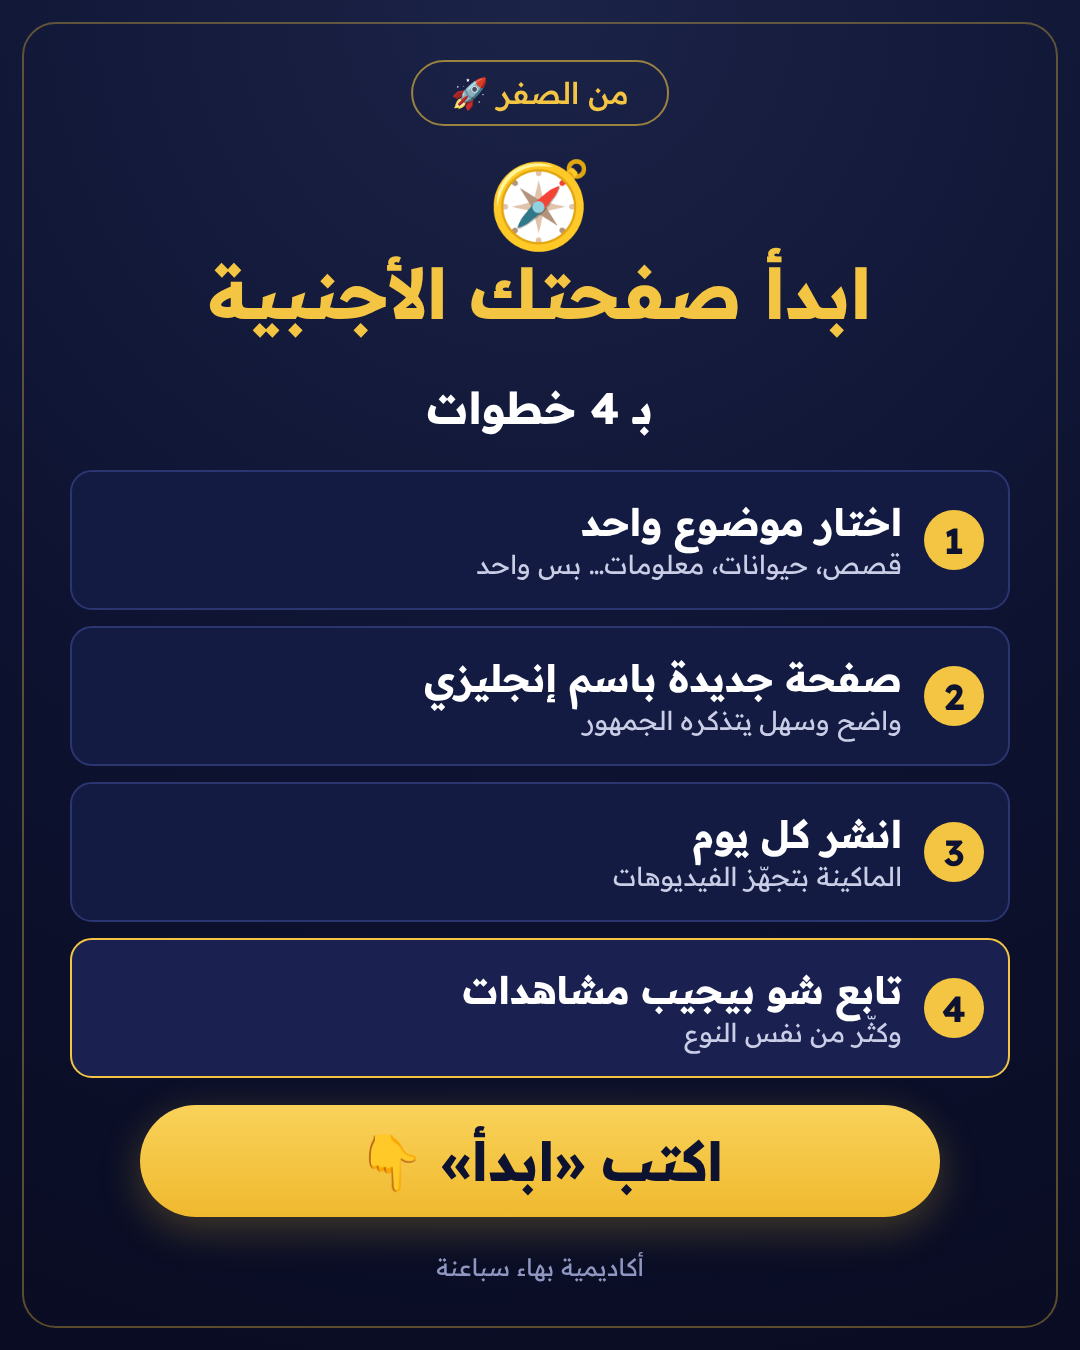 من الصفر 🚀
ابدأ صفحتك الأجنبية
بـ 4 خطوات
1
اختار موضوع واحد
قصص، حيوانات، معلومات... بس واحد
2
صفحة جديدة باسم إنجليزي
واضح وسهل يتذكره الجمهور
3
انشر كل يوم
الماكينة بتجهّز الفيديوهات
4
تابع شو بيجيب مشاهدات
وكثّر من نفس النوع
اكتب «ابدأ» 👇
أكاديمية بهاء سباعنة